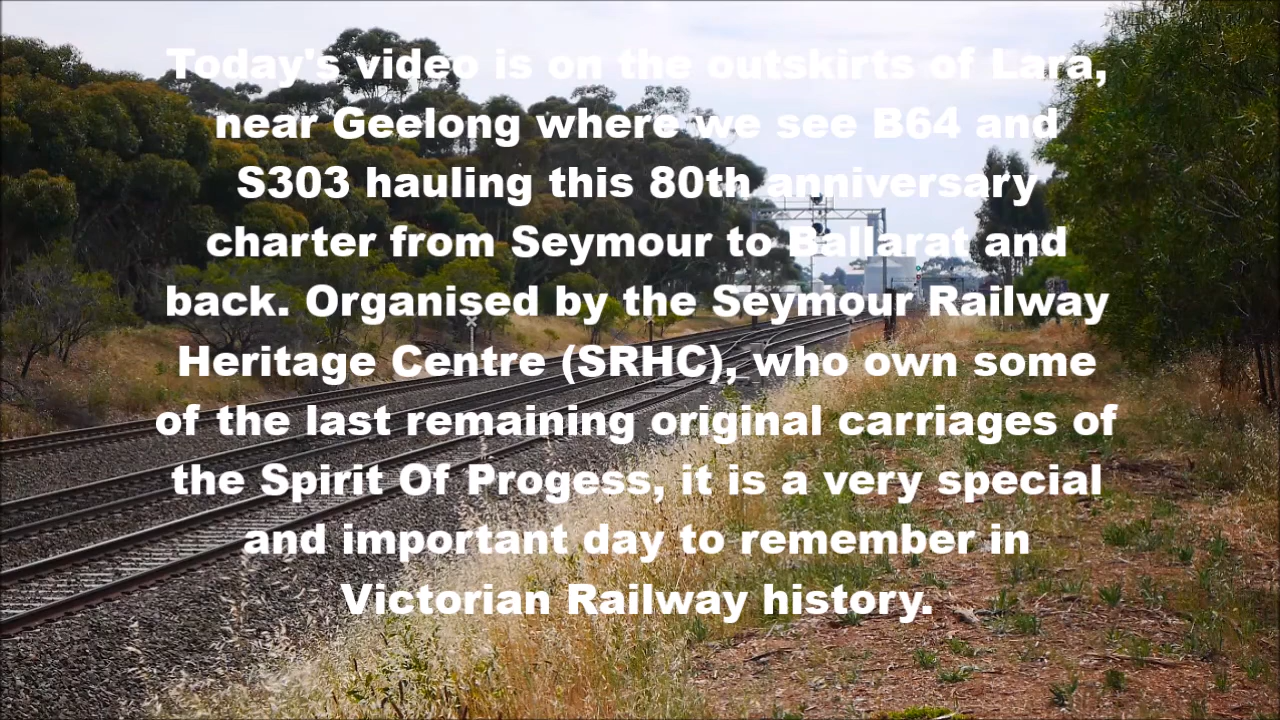 Today's video is on the outskirts of Lara,
near Geelong where we see B64 and
S303 hauling this 80th anniversary
charter from Seymour to Ballarat and
back. Organised by the Seymour Railway
Heritage Centre (SRHC), who own some
of the last remaining original carriages of
the Spirit Of Progess, it is a very special
and important day to remember in
Victorian Railway history.